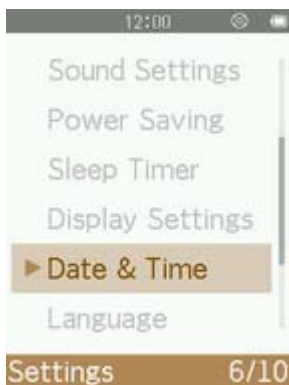 12:00
Sound Settings
Power Saving
Sleep Timer
Display Settings
Date & Time
Language
Settings 6/10